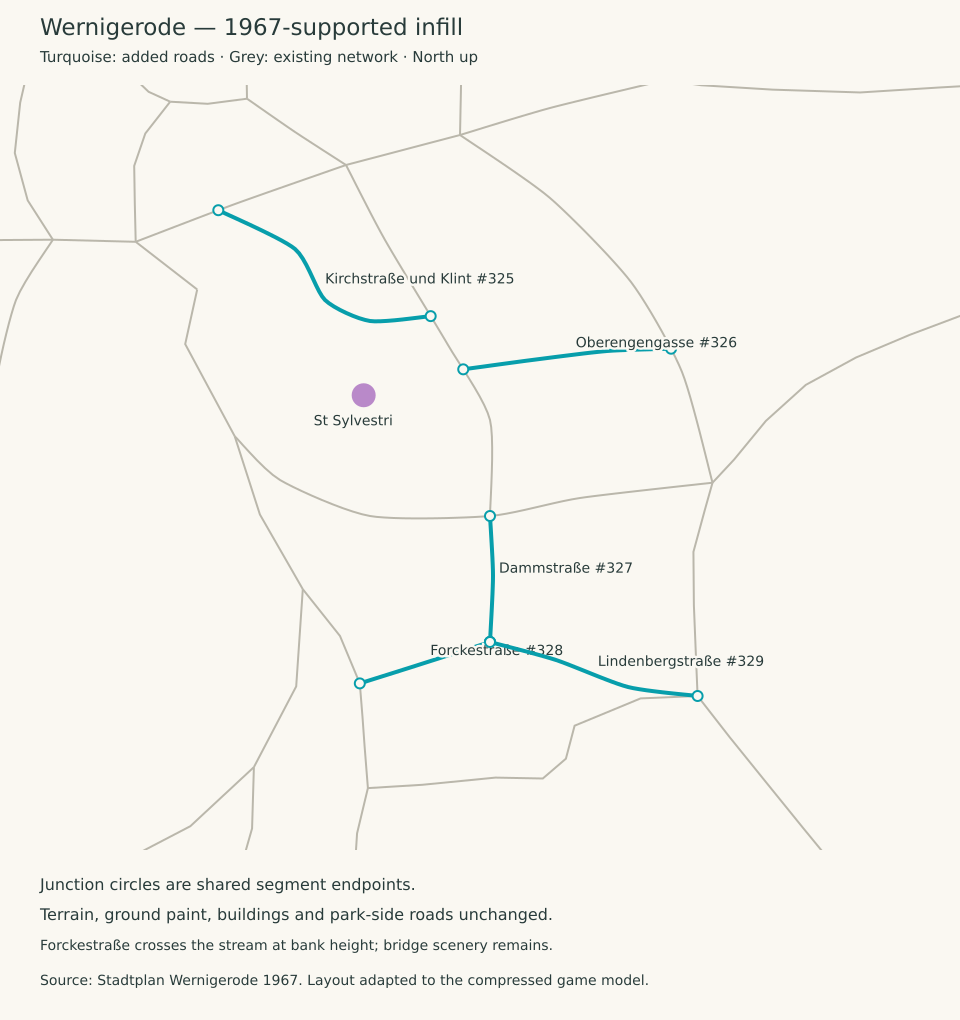 Wernigerode — 1967-supported infill
Turquoise: added roads · Grey: existing network · North up
Kirchstraße und Klint #325
Oberengengasse #326
St Sylvestri
Dammstraße #327
Forckestraße #328
Lindenbergstraße #329
Junction circles are shared segment endpoints.
Terrain, ground paint, buildings and park-side roads unchanged.
Forckestraße crosses the stream at bank height; bridge scenery remains.
Source: Stadtplan Wernigerode 1967. Layout adapted to the compressed game model.